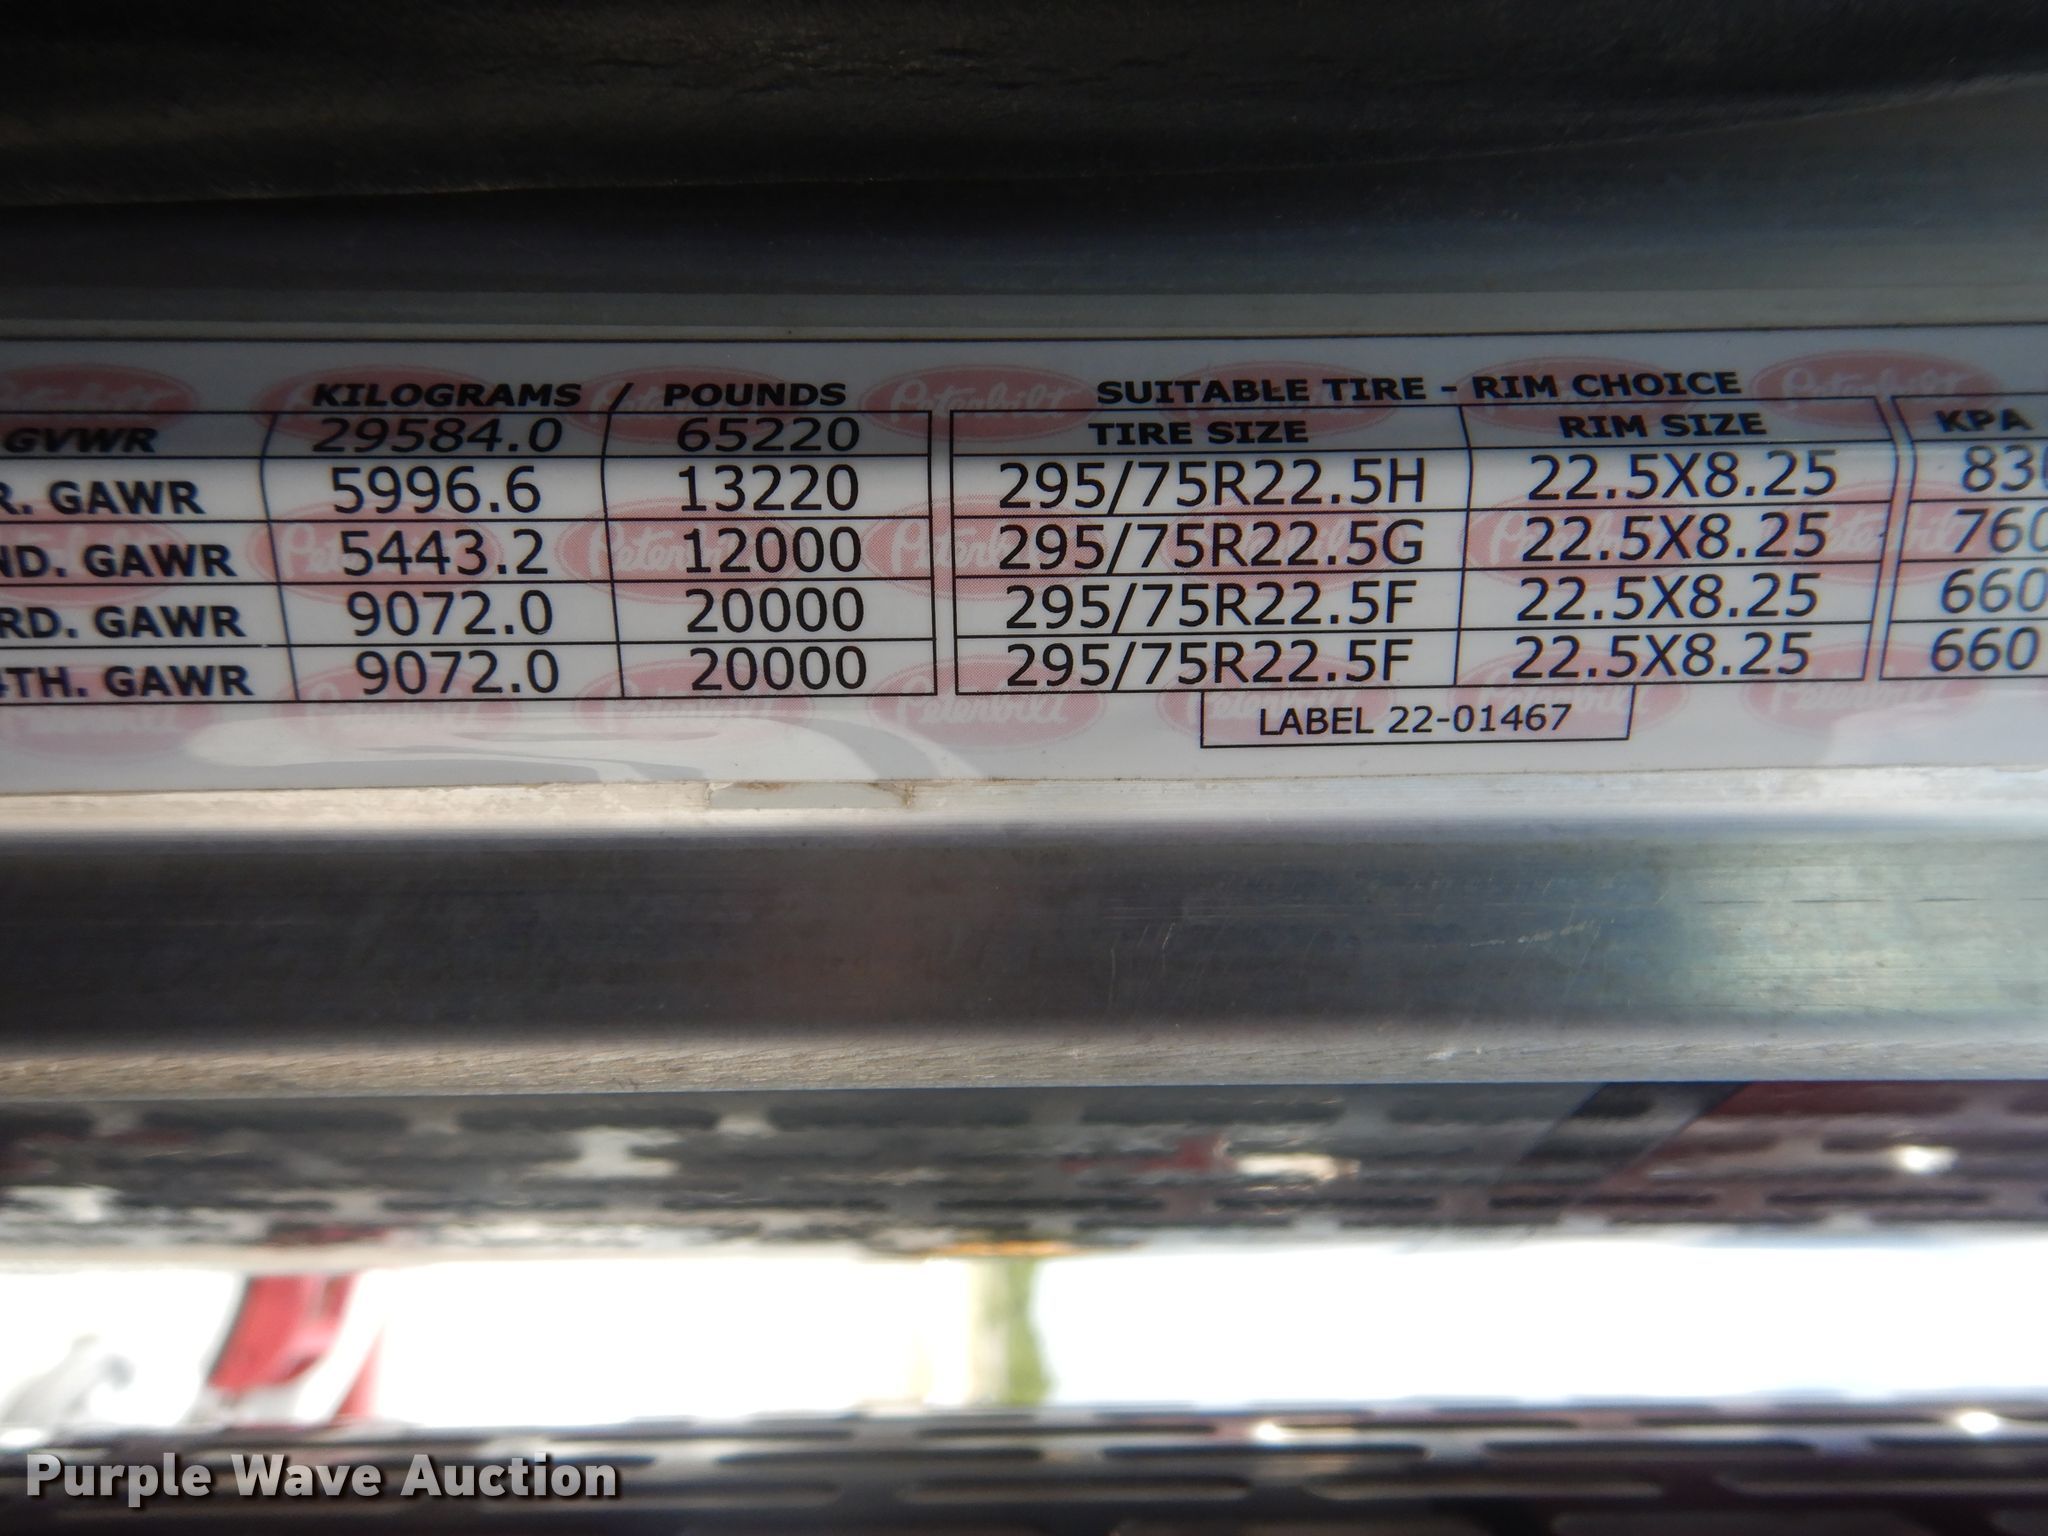 KILOGRAMS / POUNDS SUITABLE TIRE - RIM CHOICE
GVWR 29584.0 65220 TIRE SIZE RIM SIZE KPA
R. GAWR 5996.6 13220 295/75R22.5H 22.5X8.25 830
ND. GAWR 5443.2 12000 295/75R22.5G 22.5X8.25 760
RD. GAWR 9072.0 20000 295/75R22.5F 22.5X8.25 660
4TH. GAWR 9072.0 20000 295/75R22.5F 22.5X8.25 660
LABEL 22-01467
Purple Wave Auction